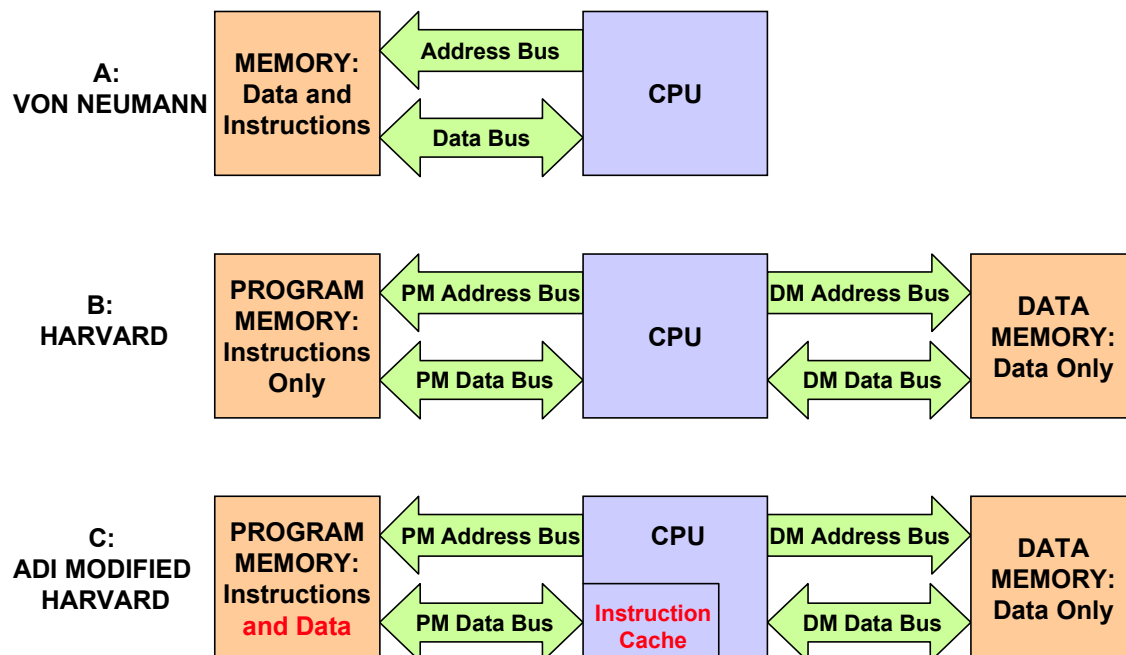 A:
VON NEUMANN
MEMORY:
Data and
Instructions
Address Bus
Data Bus
CPU
B:
HARVARD
PROGRAM
MEMORY:
Instructions
Only
PM Address Bus
PM Data Bus
CPU
DM Address Bus
DM Data Bus
DATA
MEMORY:
Data Only
C:
ADI MODIFIED
HARVARD
PROGRAM
MEMORY:
Instructions
and Data
PM Address Bus
PM Data Bus
CPU
Instruction
Cache
DM Address Bus
DM Data Bus
DATA
MEMORY:
Data Only